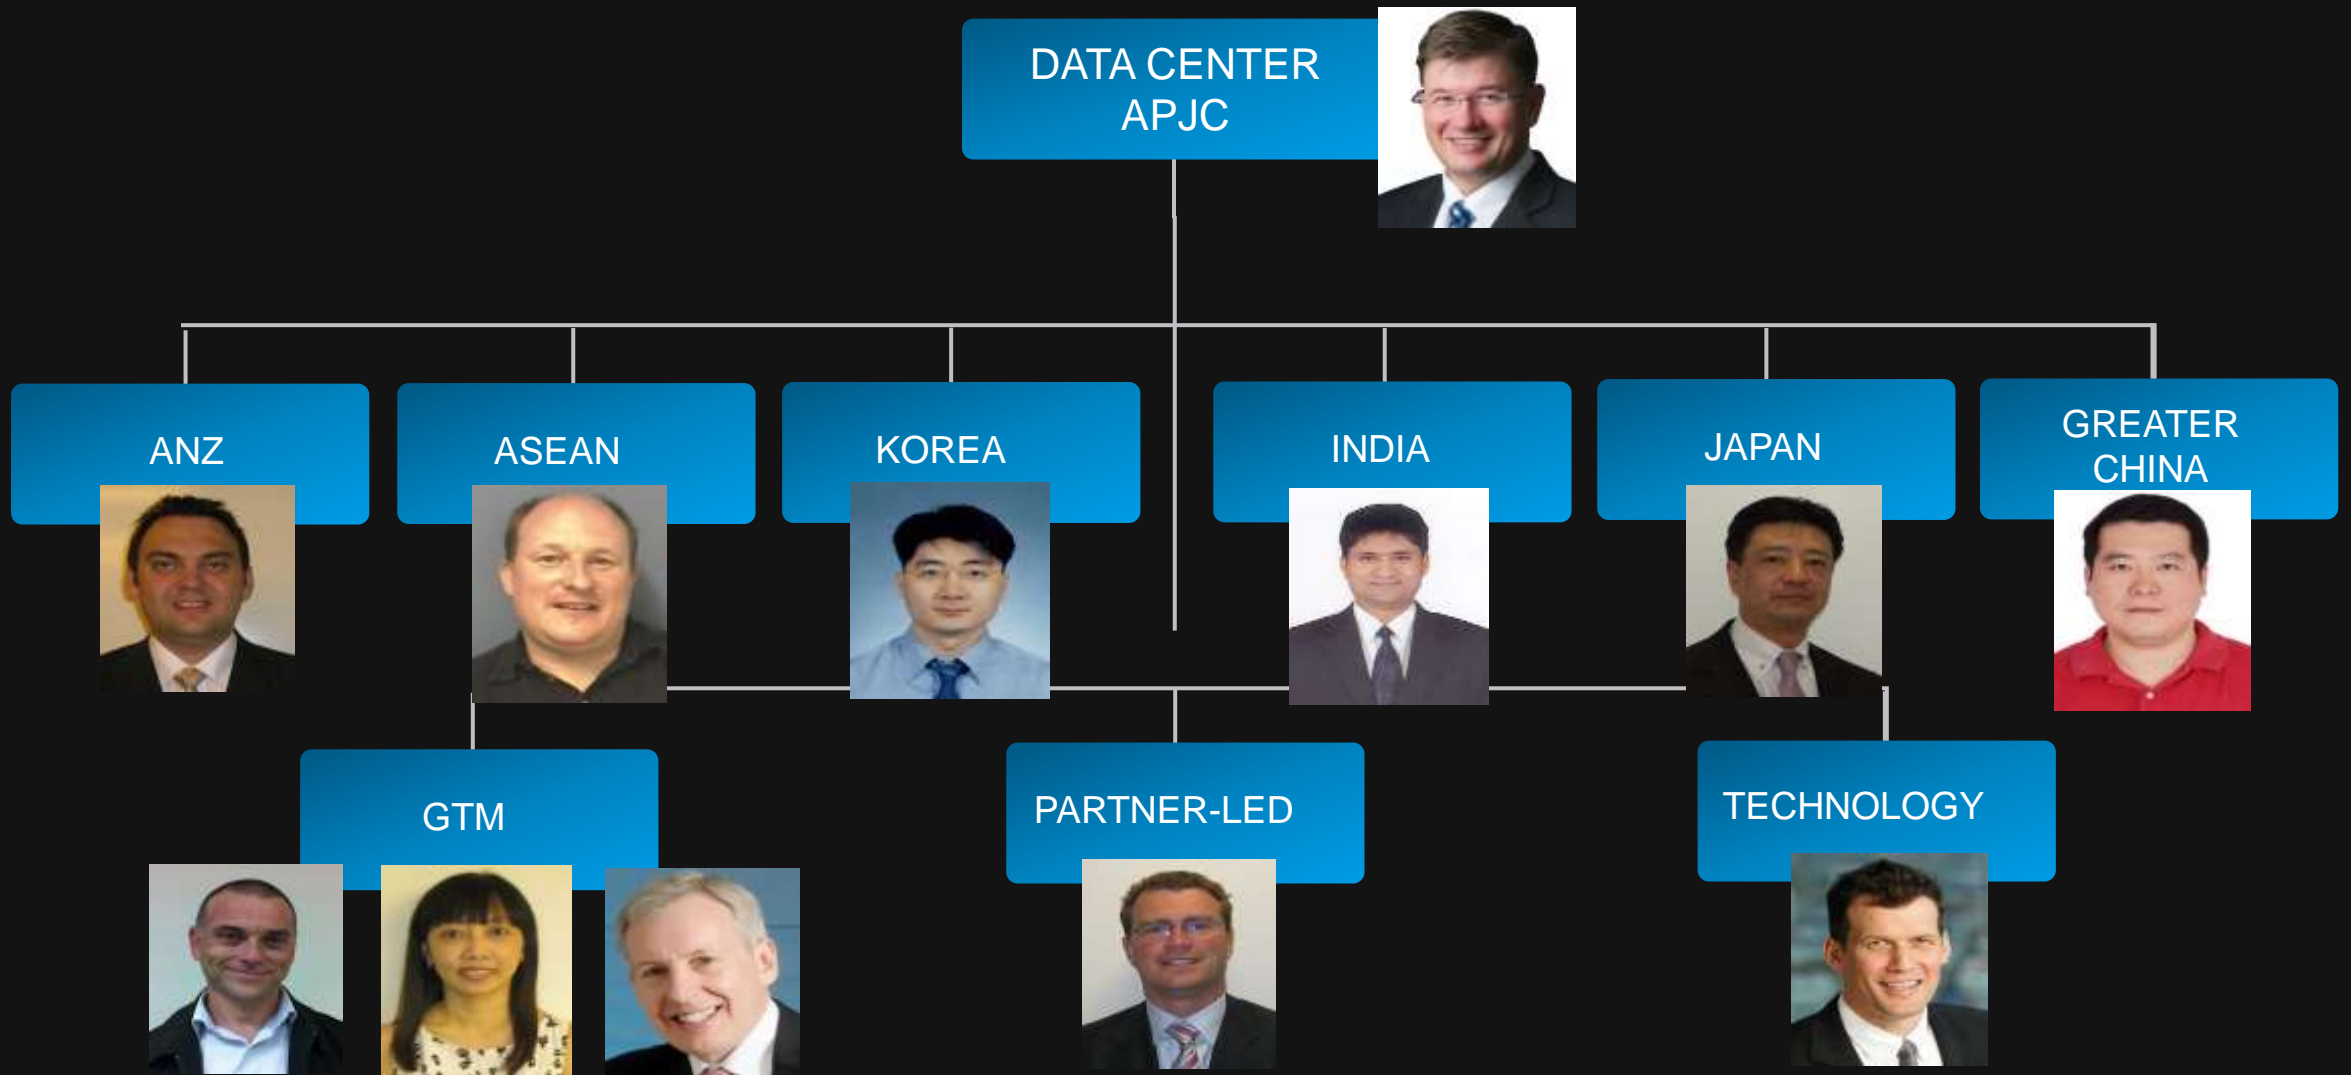 DATA CENTER
APJC
ANZ
ASEAN
KOREA
INDIA
JAPAN
GREATER
CHINA
GTM
PARTNER-LED
TECHNOLOGY